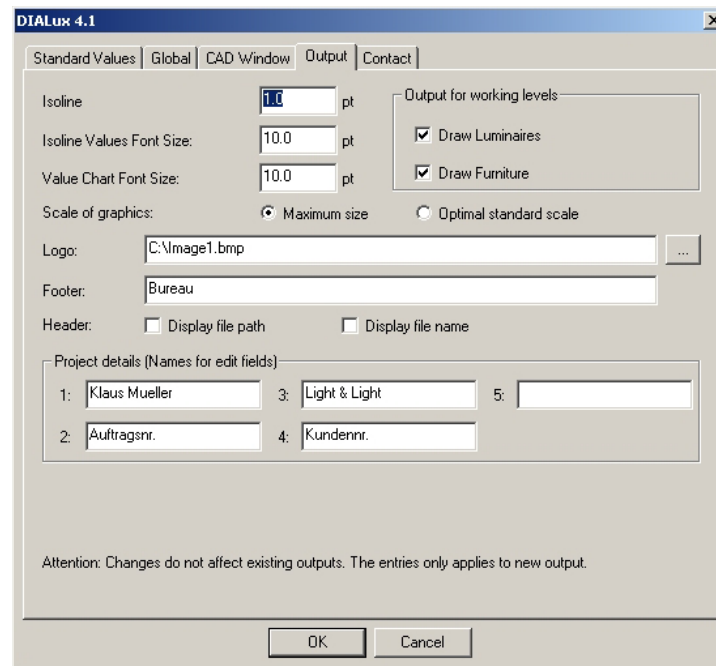 DIALux 4.1
Standard Values Global CAD Window Output Contact
Isoline 1.0 pt
Isoline Values Font Size: 10.0 pt
Value Chart Font Size: 10.0 pt
Output for working levels
Draw Luminaires
Draw Furniture
Scale of graphics: Maximum size Optimal standard scale
Logo: C:\Image1.bmp ...
Footer: Bureau
Header: Display file path Display file name
Project details (Names for edit fields)
1: Klaus Mueller 3: Light & Light 5:
2: Auftragsnr. 4: Kundennr.
Attention: Changes do not affect existing outputs. The entries only applies to new output.
OK Cancel